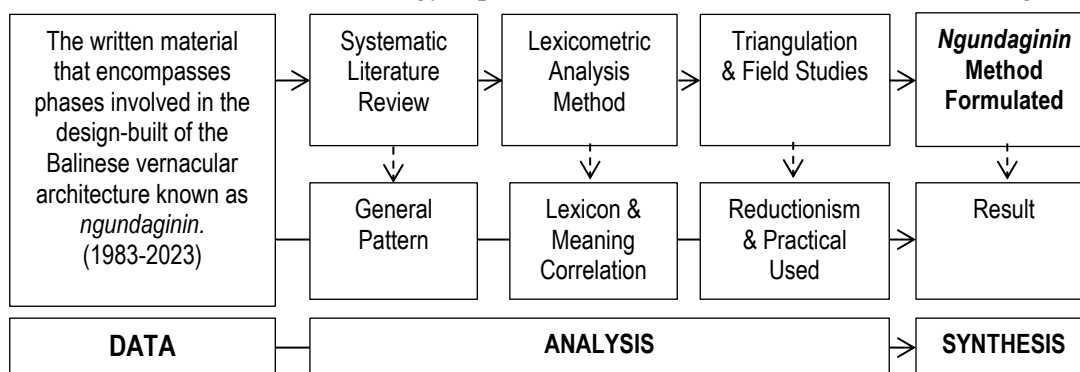 The written material
that encompasses
phases involved in the
design-built of the
Balinese vernacular
architecture known as
ngundaginin.
(1983-2023)
Systematic
Literature
Review
Lexicometric
Analysis
Method
Triangulation
& Field Studies
Ngundaginin
Method
Formulated
General
Pattern
Lexicon &
Meaning
Correlation
Reductionism
& Practical
Used
Result
DATA
ANALYSIS
SYNTHESIS